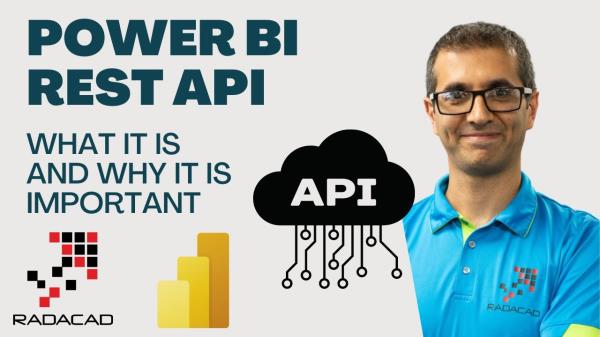 POWER BI
REST API
WHAT IT IS
AND WHY IT IS
IMPORTANT
API
RADACAD
RADACAD